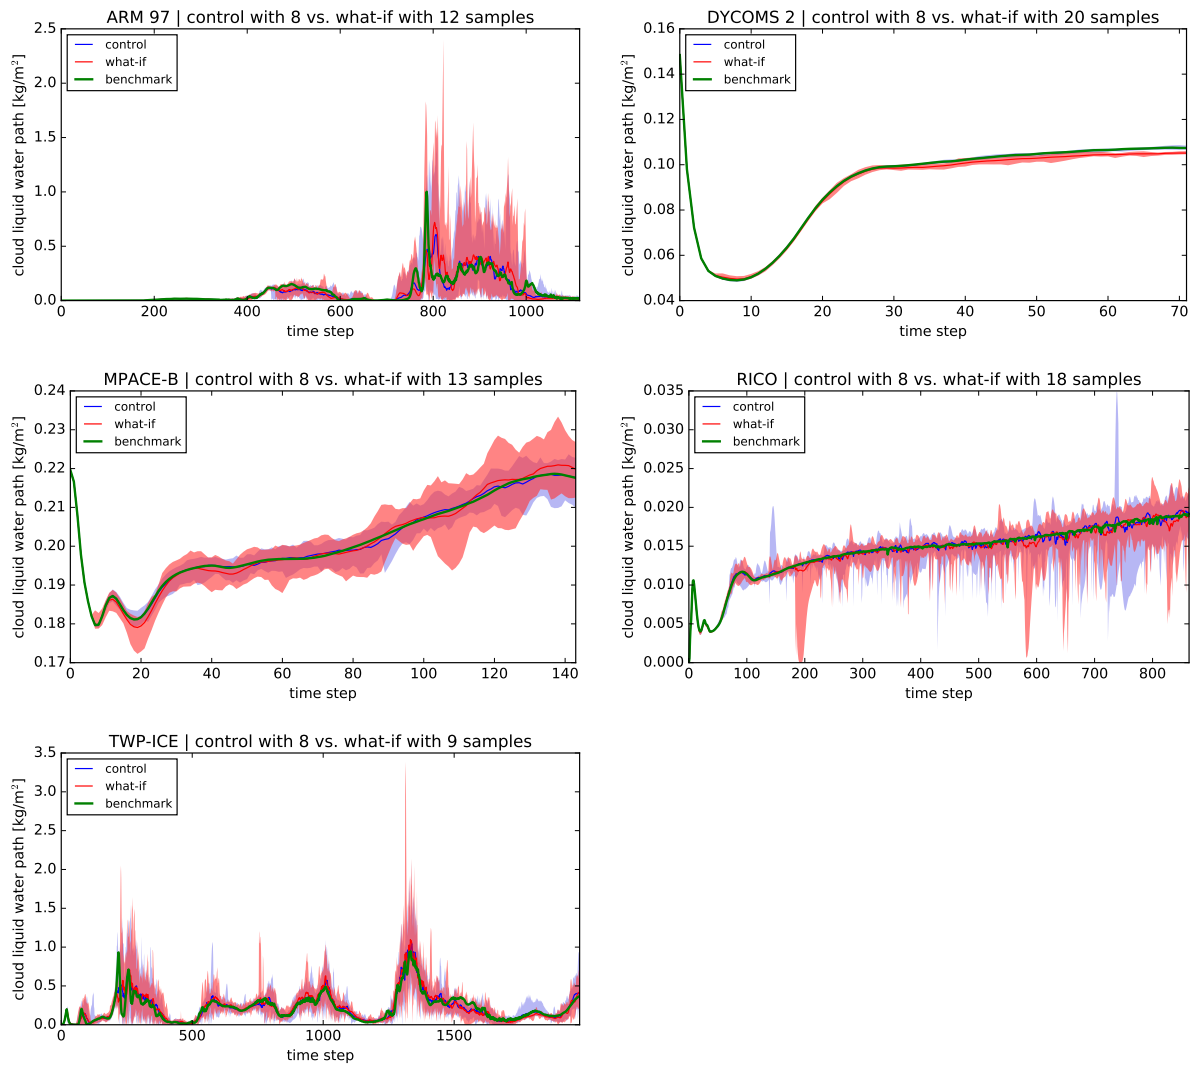 ARM 97 | control with 8 vs. what-if with 12 samples
cloud liquid water path [kg/m²]
2.5
2.0
1.5
1.0
0.5
0.0
control
what-if
benchmark
0 200 400 600 800 1000
time step
DYCOMS 2 | control with 8 vs. what-if with 20 samples
cloud liquid water path [kg/m²]
0.16
0.14
0.12
0.10
0.08
0.06
0.04
control
what-if
benchmark
0 10 20 30 40 50 60 70
time step
MPACE-B | control with 8 vs. what-if with 13 samples
cloud liquid water path [kg/m²]
0.24
0.23
0.22
0.21
0.20
0.19
0.18
0.17
control
what-if
benchmark
0 20 40 60 80 100 120 140
time step
RICO | control with 8 vs. what-if with 18 samples
cloud liquid water path [kg/m²]
0.035
0.030
0.025
0.020
0.015
0.010
0.005
0.000
control
what-if
benchmark
0 100 200 300 400 500 600 700 800
time step
TWP-ICE | control with 8 vs. what-if with 9 samples
cloud liquid water path [kg/m²]
3.5
3.0
2.5
2.0
1.5
1.0
0.5
0.0
control
what-if
benchmark
0 500 1000 1500
time step